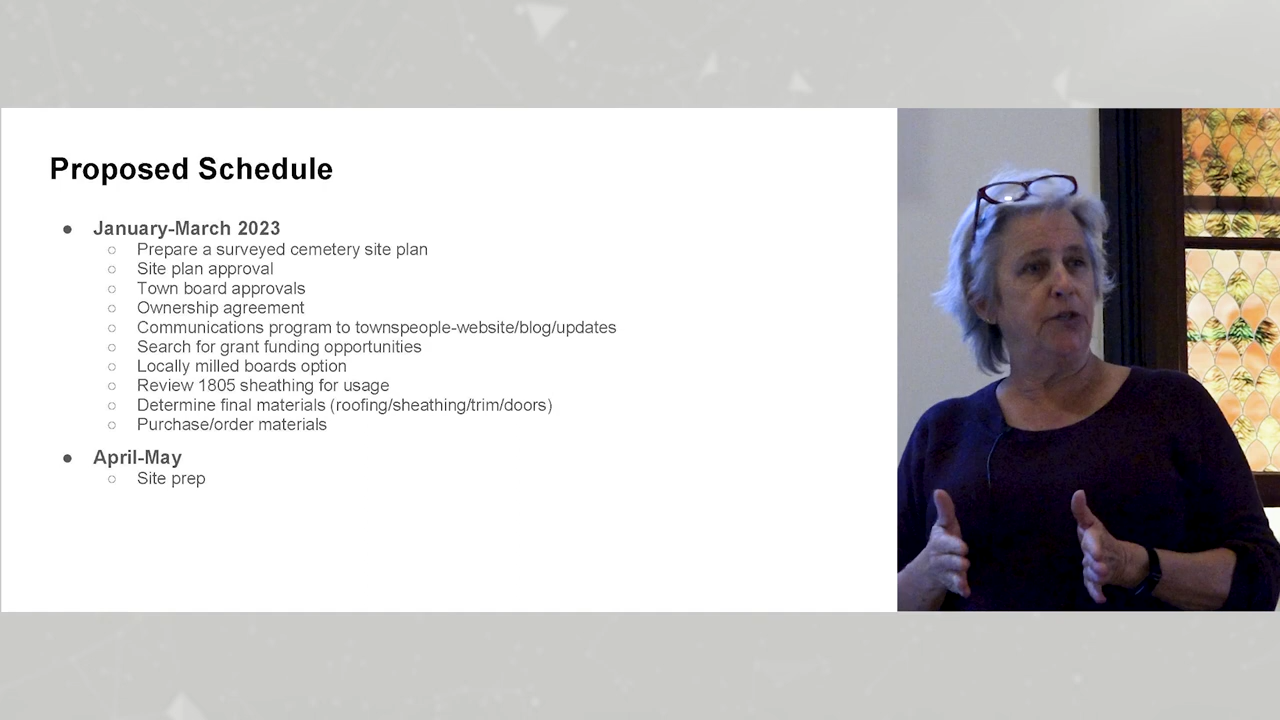 Proposed Schedule
● January-March 2023
○ Prepare a surveyed cemetery site plan
○ Site plan approval
○ Town board approvals
○ Ownership agreement
○ Communications program to townspeople-website/blog/updates
○ Search for grant funding opportunities
○ Locally milled boards option
○ Review 1805 sheathing for usage
○ Determine final materials (roofing/sheathing/trim/doors)
○ Purchase/order materials
● April-May
○ Site prep